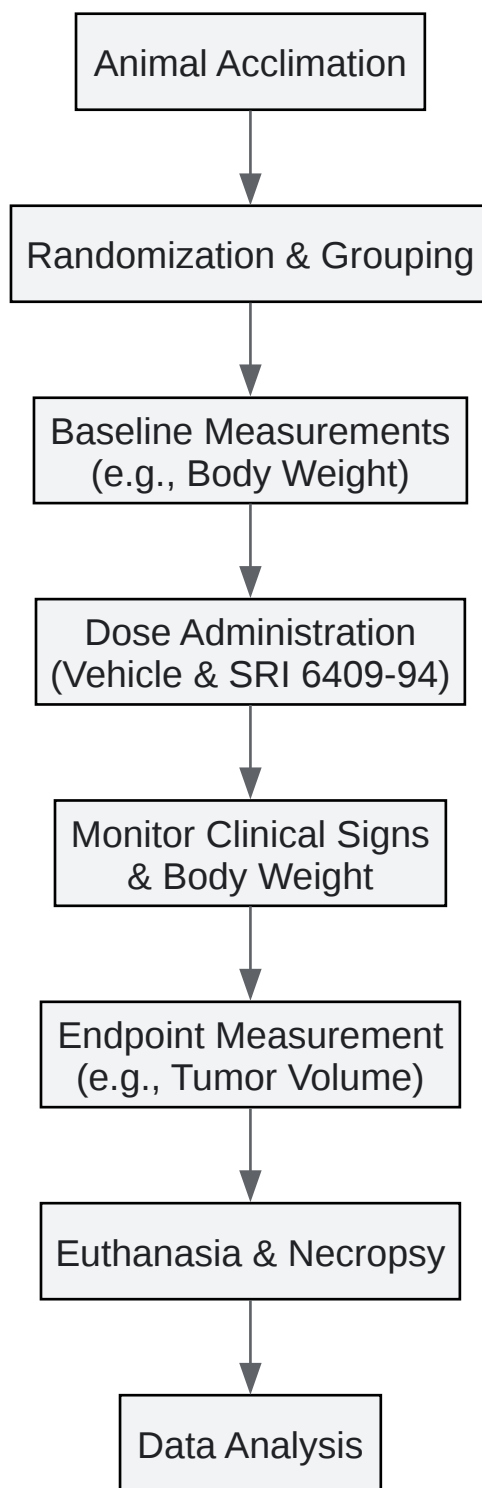 Animal Acclimation
Randomization & Grouping
Baseline Measurements
(e.g., Body Weight)
Dose Administration
(Vehicle & SRI 6409-94)
Monitor Clinical Signs
& Body Weight
Endpoint Measurement
(e.g., Tumor Volume)
Euthanasia & Necropsy
Data Analysis